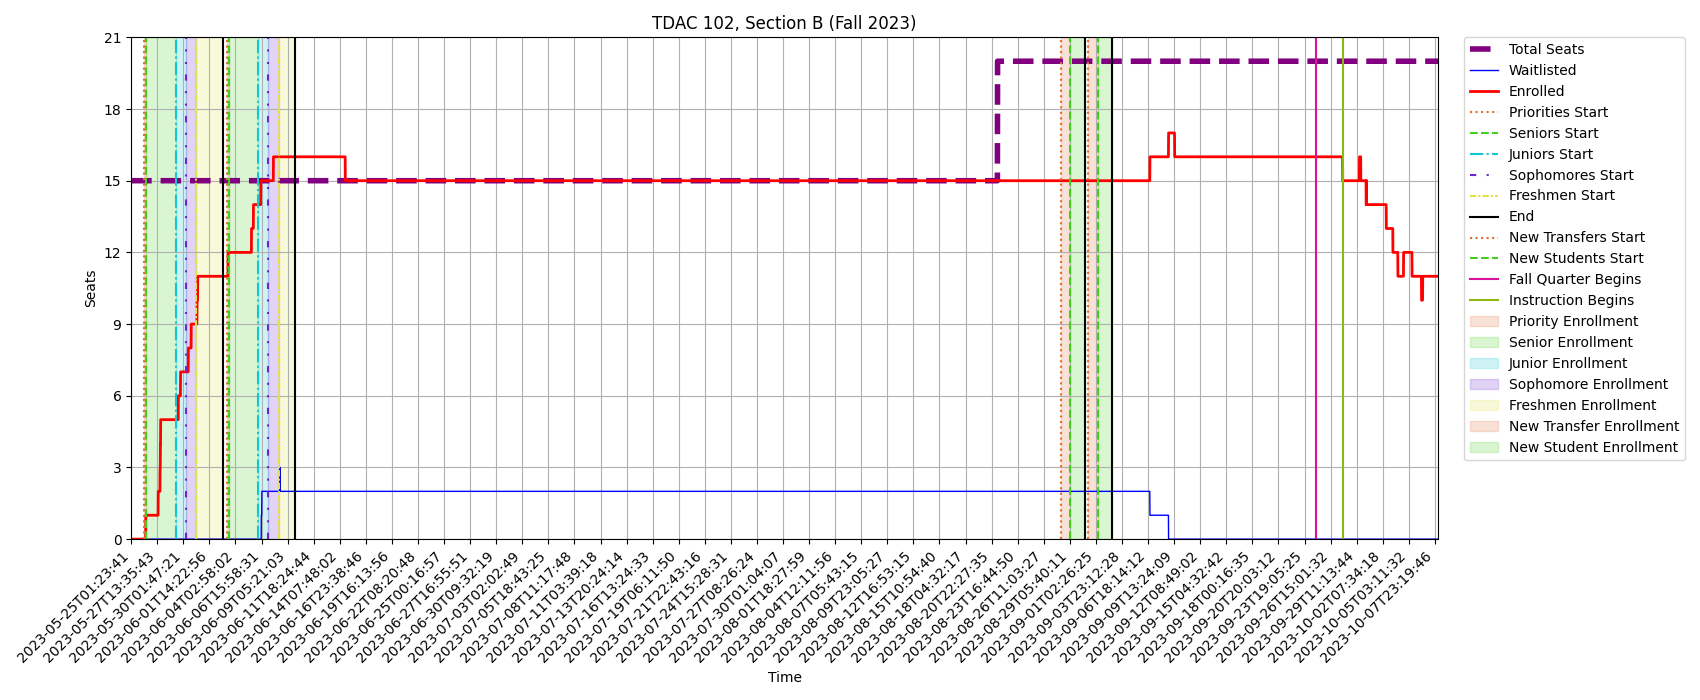 TDAC 102, Section B (Fall 2023)
21
18
15
12
9
6
3
0
Seats
2023-05-25T01:23:41
2023-05-27T13:35:43
2023-05-30T01:47:21
2023-06-01T14:22:56
2023-06-04T02:58:02
2023-06-06T15:58:31
2023-06-09T05:21:03
2023-06-11T18:24:44
2023-06-14T07:48:02
2023-06-16T23:38:46
2023-06-19T16:13:56
2023-06-22T08:20:48
2023-06-25T00:16:57
2023-06-27T16:55:51
2023-06-30T09:32:19
2023-07-03T02:02:49
2023-07-05T18:43:25
2023-07-08T11:17:48
2023-07-11T03:39:18
2023-07-13T20:24:14
2023-07-16T13:24:33
2023-07-19T06:11:50
2023-07-21T22:43:16
2023-07-24T15:28:31
2023-07-27T08:26:24
2023-07-30T01:04:07
2023-08-01T18:27:59
2023-08-04T12:11:56
2023-08-07T05:43:15
2023-08-09T23:05:27
2023-08-12T16:53:15
2023-08-15T10:54:40
2023-08-18T04:32:17
2023-08-20T22:27:35
2023-08-23T16:44:50
2023-08-26T11:03:27
2023-08-29T05:40:11
2023-09-01T02:26:25
2023-09-03T23:12:28
2023-09-06T18:14:12
2023-09-09T13:24:09
2023-09-12T08:49:02
2023-09-15T04:32:42
2023-09-18T00:16:35
2023-09-20T20:03:12
2023-09-23T19:05:25
2023-09-26T15:01:32
2023-09-29T11:13:44
2023-10-02T07:34:18
2023-10-05T03:11:32
2023-10-07T23:19:46
Time
Total Seats
Waitlisted
Enrolled
Priorities Start
Seniors Start
Juniors Start
Sophomores Start
Freshmen Start
End
New Transfers Start
New Students Start
Fall Quarter Begins
Instruction Begins
Priority Enrollment
Senior Enrollment
Junior Enrollment
Sophomore Enrollment
Freshmen Enrollment
New Transfer Enrollment
New Student Enrollment